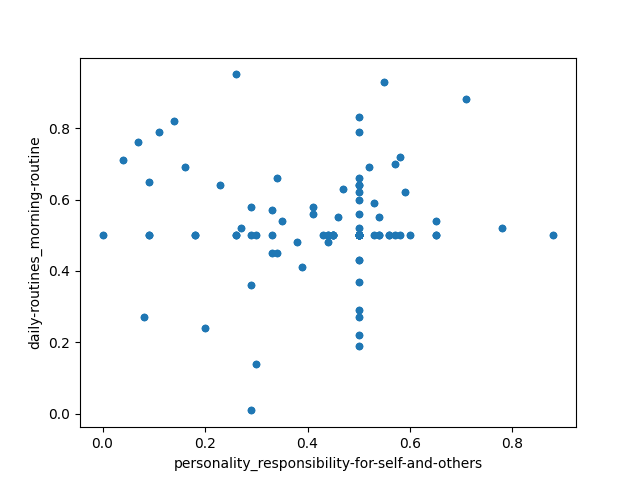 0.8
0.6
0.4
0.2
0.0
daily-routines_morning-routine
0.0 0.2 0.4 0.6 0.8
personality_responsibility-for-self-and-others